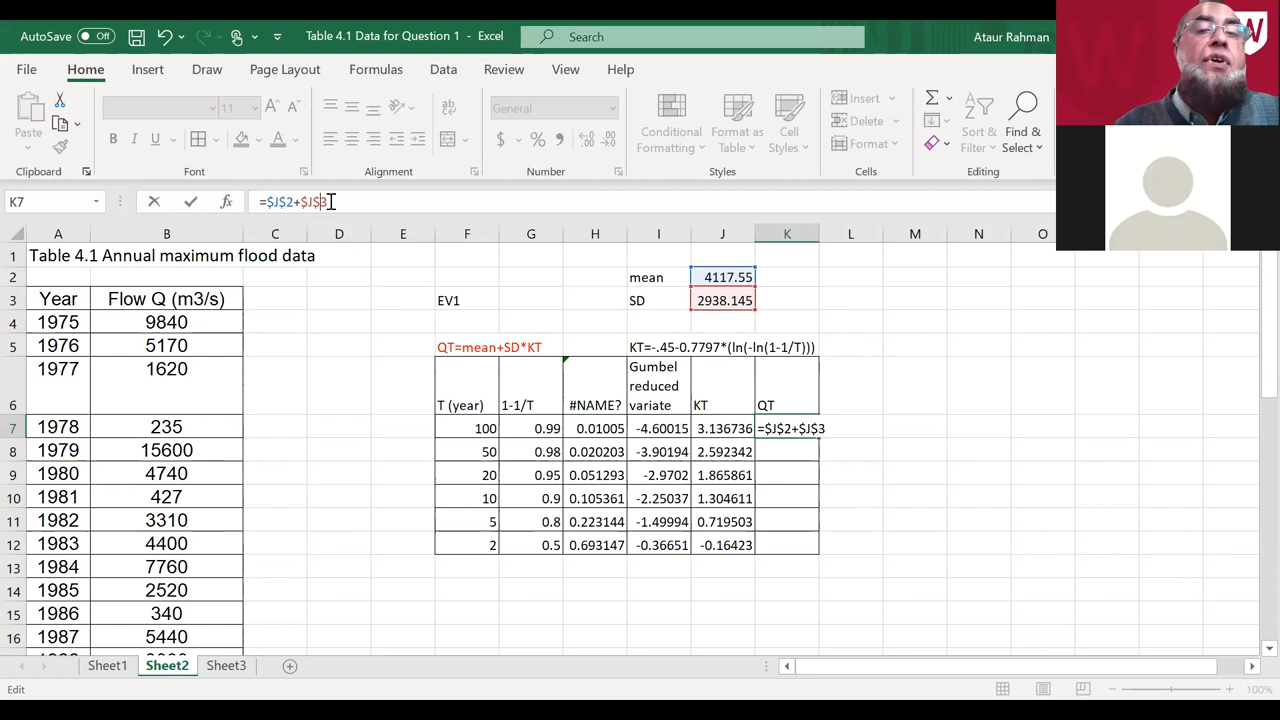 AutoSave Off Table 4.1 Data for Question 1 - Excel Search Ataur Rahman W
File Home Insert Draw Page Layout Formulas Data Review View Help
Paste 11 A A B I U ab General $ % 9 Conditional Formatting Format as Table Cell Styles Insert Delete Format Sort & Filter Find & Select
Clipboard Font Alignment Number Styles Cells Editing
K7 fx =$J$2+$J$3
A B C D E F G H I J K L M N O
1 Table 4.1 Annual maximum flood data
2 mean 4117.55
3 Year Flow Q (m3/s) EV1 SD 2938.145
4 1975 9840
5 1976 5170 QT=mean+SD*KT KT=-.45-0.7797*(ln(-ln(1-1/T)))
6 1977 1620 T (year) 1-1/T #NAME? Gumbel reduced variate KT QT
7 1978 235 100 0.99 0.01005 -4.60015 3.136736 =$J$2+$J$3
8 1979 15600 50 0.98 0.020203 -3.90194 2.592342
9 1980 4740 20 0.95 0.051293 -2.9702 1.865861
10 1981 427 10 0.9 0.105361 -2.25037 1.304611
11 1982 3310 5 0.8 0.223144 -1.49994 0.719503
12 1983 4400 2 0.5 0.693147 -0.36651 -0.16423
13 1984 7760
14 1985 2520
15 1986 340
16 1987 5440
Sheet1 Sheet2 Sheet3
Edit 100%